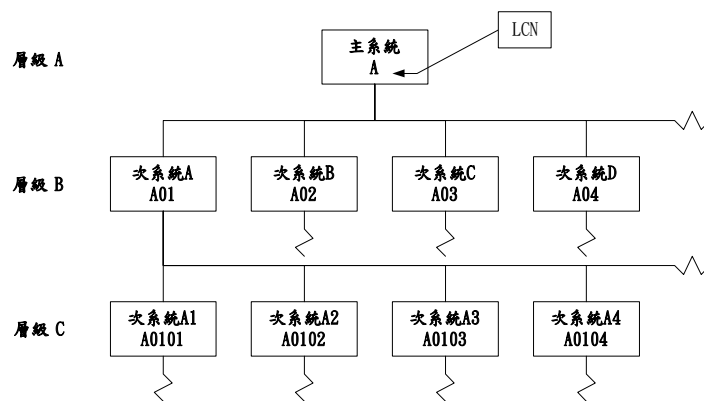 LCN
層級 A
主系統
A
層級 B
次系統A
A01
次系統B
A02
次系統C
A03
次系統D
A04
層級 C
次系統A1
A0101
次系統A2
A0102
次系統A3
A0103
次系統A4
A0104